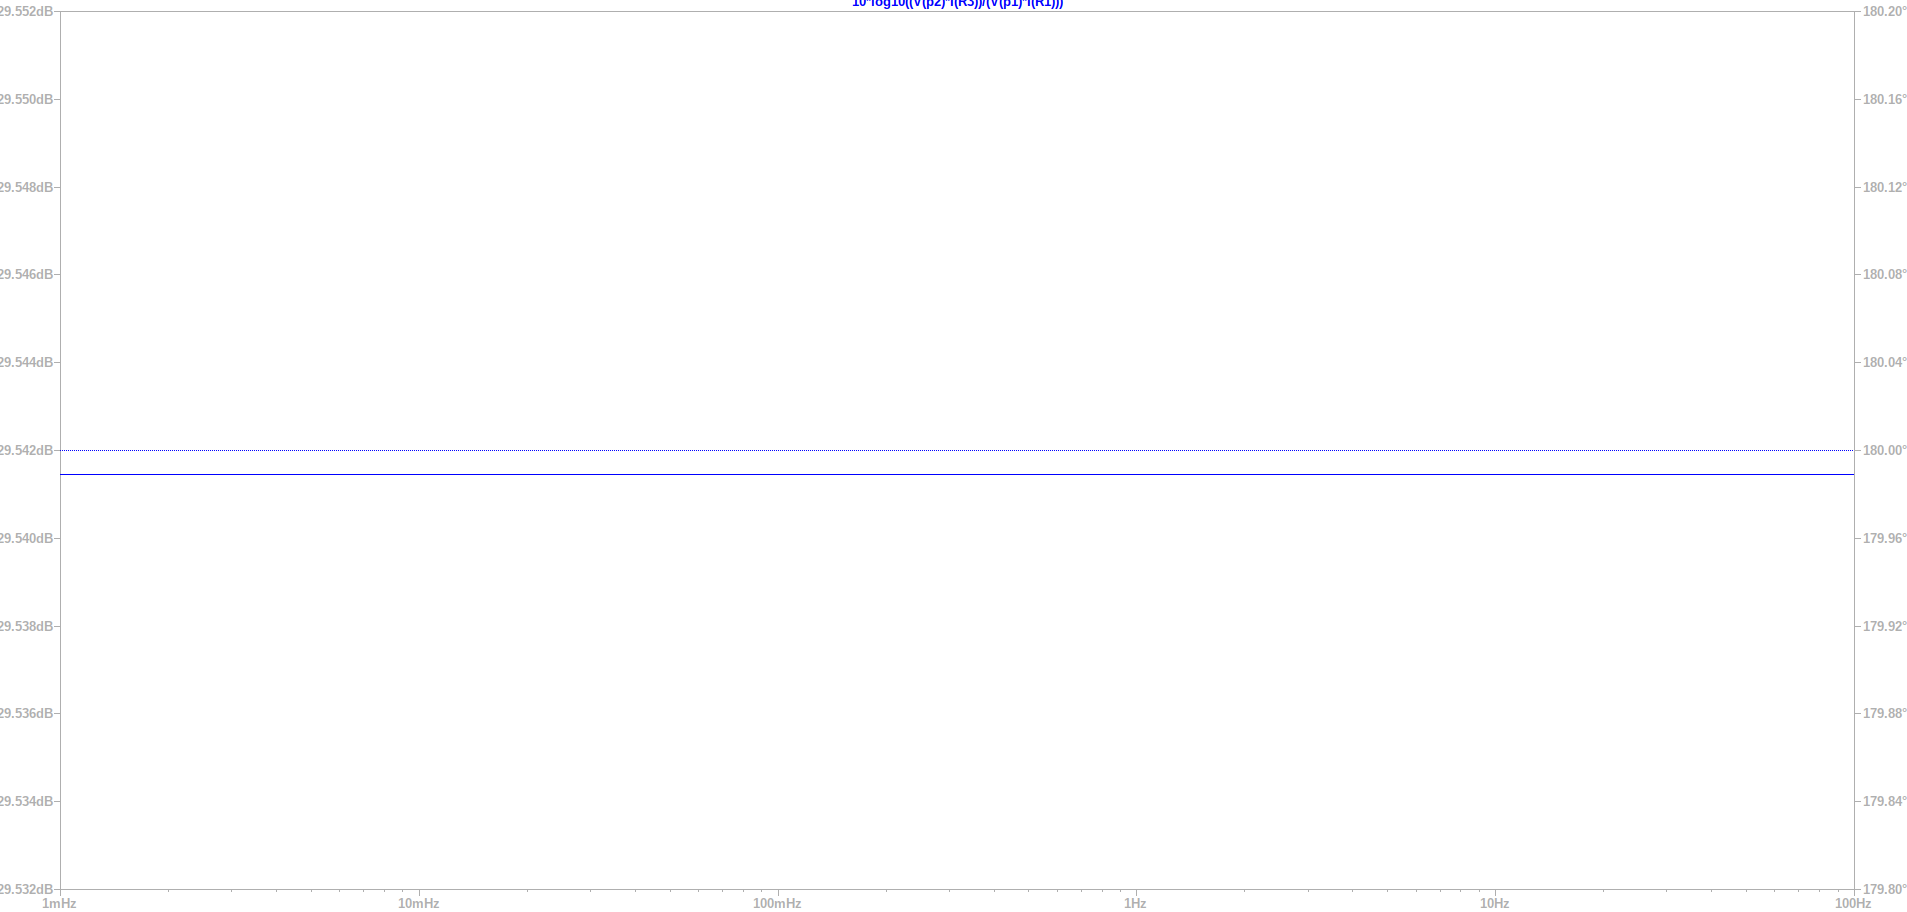 10*log10((V(p2)*I(R3))/(V(p1)*I(R1)))
29.552dB
29.550dB
29.548dB
29.546dB
29.544dB
29.542dB
29.540dB
29.538dB
29.536dB
29.534dB
29.532dB
180.20°
180.16°
180.12°
180.08°
180.04°
180.00°
179.96°
179.92°
179.88°
179.84°
179.80°
1mHz 10mHz 100mHz 1Hz 10Hz 100Hz